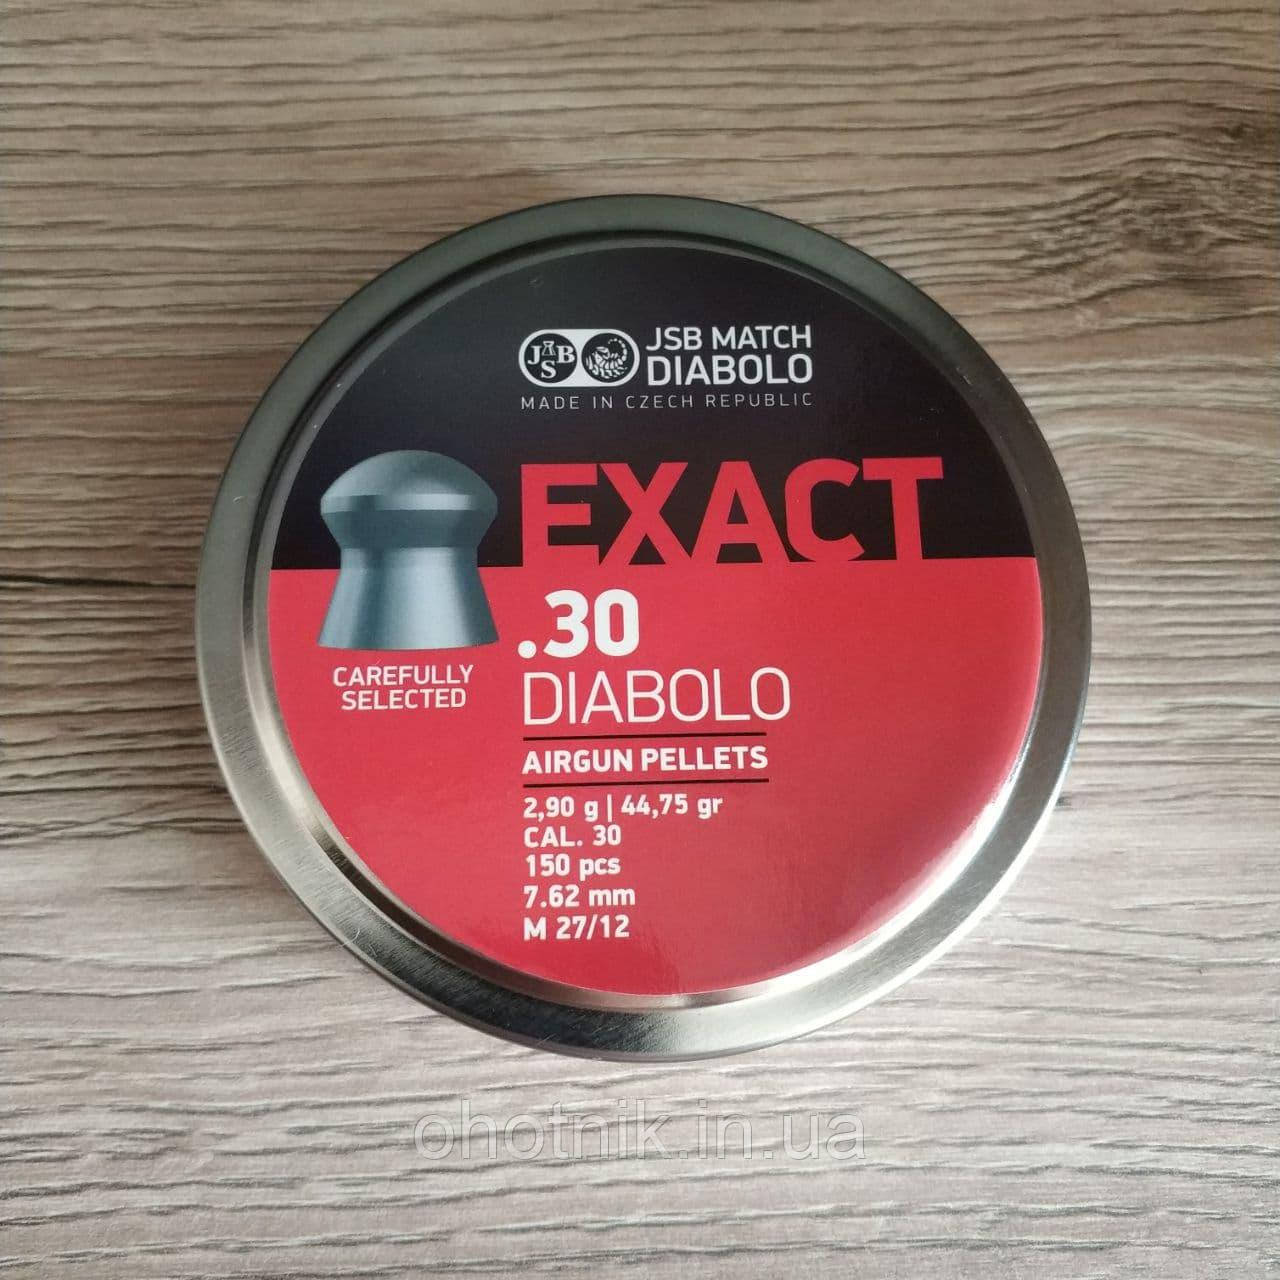 JSB
JSB MATCH
DIABOLO
MADE IN CZECH REPUBLIC
EXACT
.30
DIABOLO
CAREFULLY
SELECTED
AIRGUN PELLETS
2,90 g | 44,75 gr
CAL. 30
150 pcs
7.62 mm
M 27/12
ohotnik.in.ua